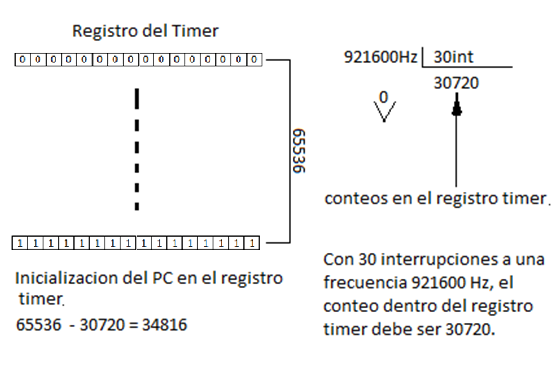 Registro del Timer
0 0 0 0 0 0 0 0 0 0 0 0 0 0 0 0
65536
1 1 1 1 1 1 1 1 1 1 1 1 1 1 1 1
Inicializacion del PC en el registro
timer.
65536 - 30720 = 34816
921600Hz 30int
30720
0
conteos en el registro timer.
Con 30 interrupciones a una
frecuencia 921600 Hz, el
conteo dentro del registro
timer debe ser 30720.